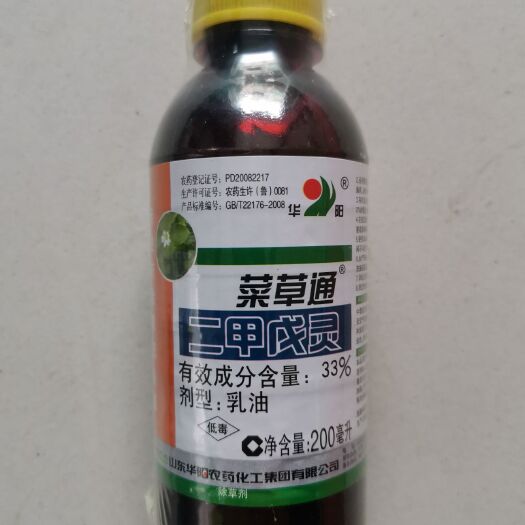 农药登记证号：PD20082217
生产许可证号：农药生许（鲁）0081
产品标准编号：GB/T22176-2008
华阳®
菜草通®
二甲戊灵
有效成分含量：33%
剂型：乳油
低毒
净含量：200毫升
山东华阳农药化工集团有限公司
除草剂